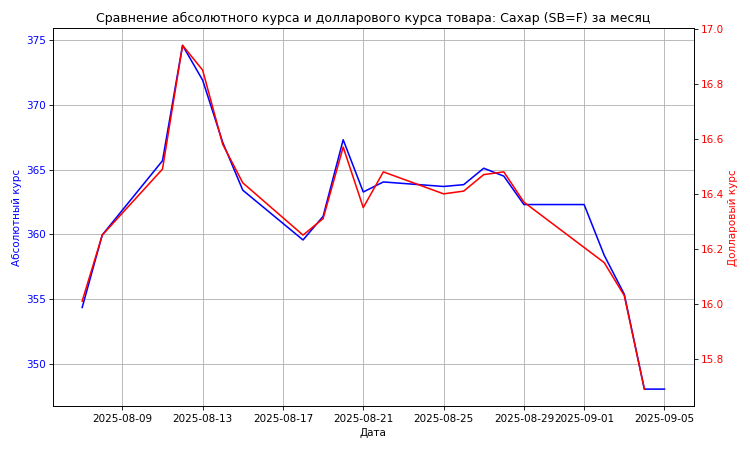 Сравнение абсолютного курса и долларового курса товара: Сахар (SB=F) за месяц
375
370
365
360
355
350
Абсолютный курс
17.0
16.8
16.6
16.4
16.2
16.0
15.8
Долларовый курс
2025-08-09 2025-08-13 2025-08-17 2025-08-21 2025-08-25 2025-08-29 2025-09-01 2025-09-05
Дата